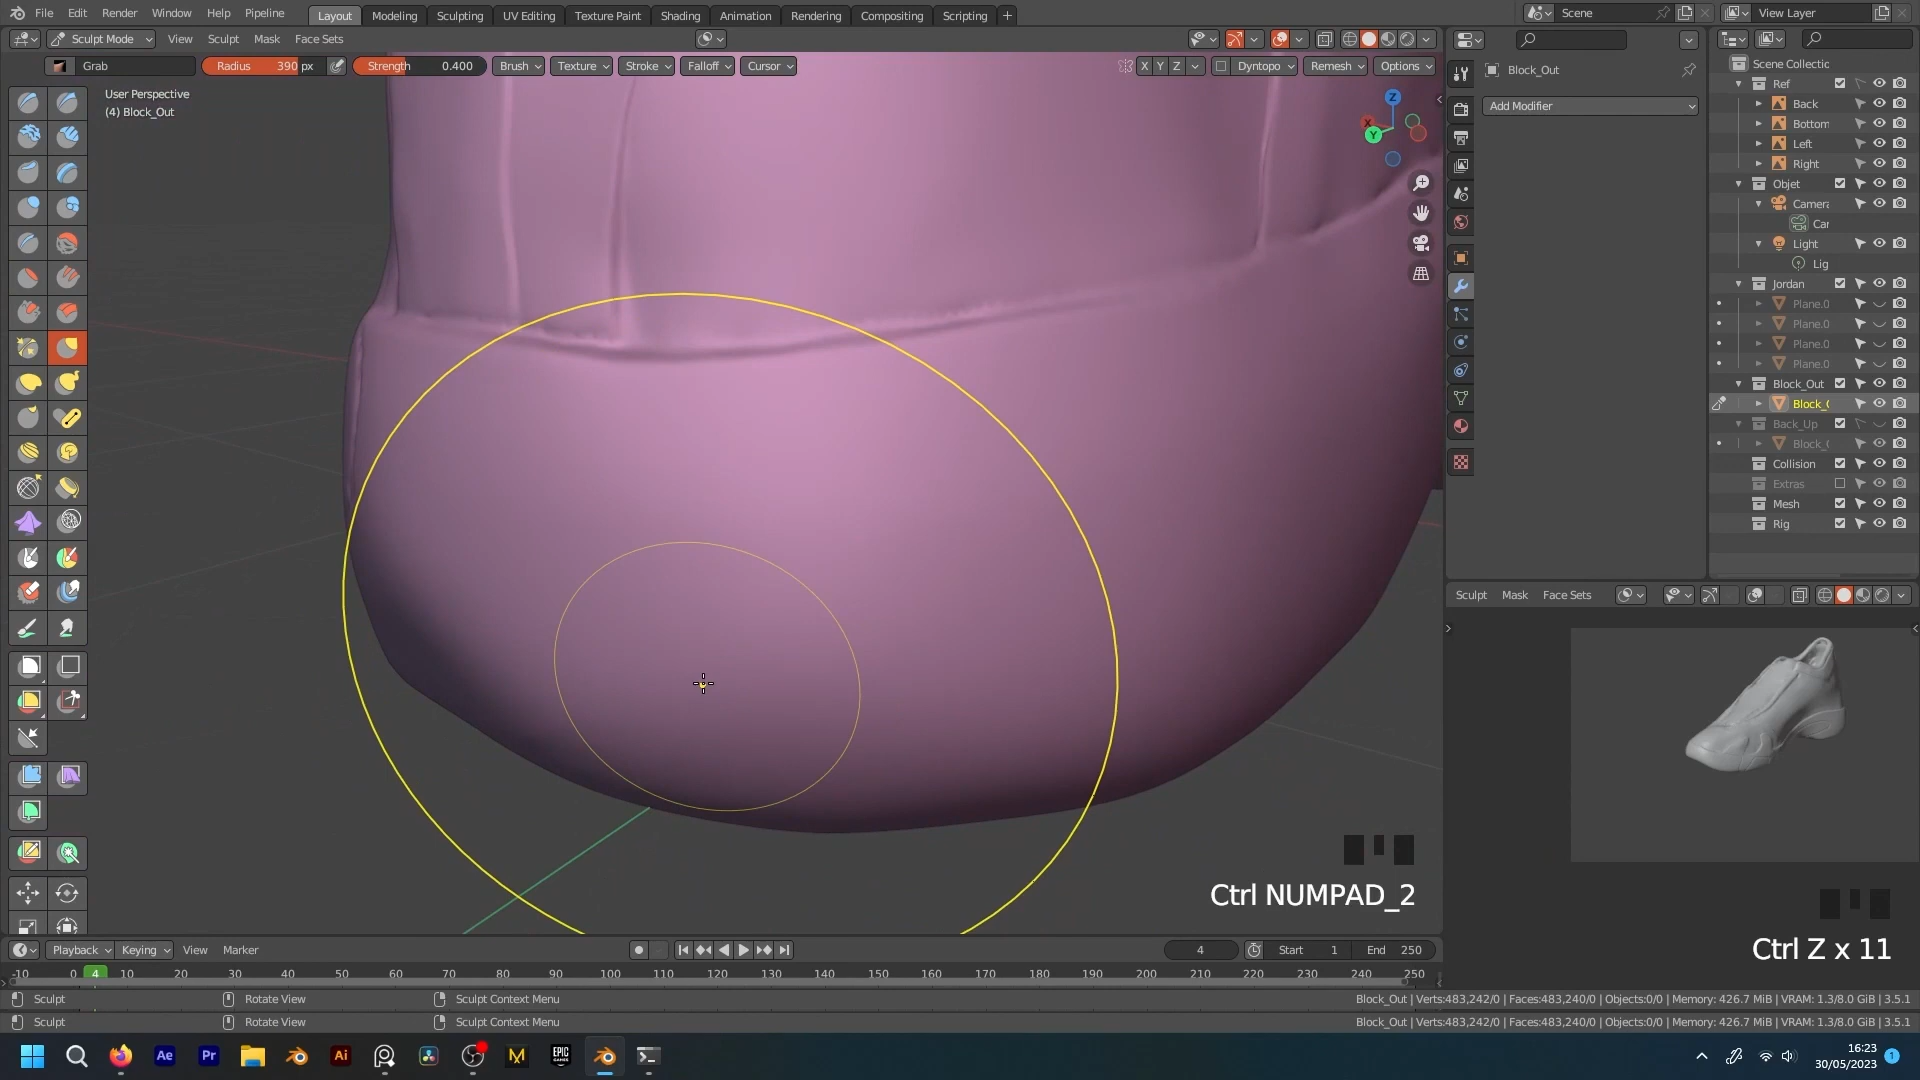 File Edit Render Window Help Pipeline Layout Modeling Sculpting UV Editing Texture Paint Shading Animation Rendering Compositing Scripting + Scene View Layer
Sculpt Mode View Sculpt Mask Face Sets
Grab Radius 390 px Strength 0.400 Brush Texture Stroke Falloff Cursor X Y Z Dyntopo Remesh Options
User Perspective
(4) Block_Out
Z
X
Y
Block_Out
Add Modifier
Scene Collectic
Ref
Back
Bottom
Left
Right
Objet
Camera
Car
Light
Lig
Jordan
Plane.0
Plane.0
Plane.0
Plane.0
Block_Out
Block_(
Back_Up
Block_(
Collision
Extras
Mesh
Rig
Sculpt Mask Face Sets
Ctrl NUMPAD_2
Ctrl Z x 11
Playback Keying View Marker 4 Start 1 End 250
-10 0 4 10 20 30 40 50 60 70 80 90 100 110 120 130 140 150 160 170 180 190 200 210 220 230 240 250
Sculpt Rotate View Sculpt Context Menu Block_Out | Verts:483,242/0 | Faces:483,240/0 | Objects:0/0 | Memory: 426.7 MiB | VRAM: 1.3/8.0 GiB | 3.5.1
Sculpt Rotate View Sculpt Context Menu Block_Out | Verts:483,242/0 | Faces:483,240/0 | Objects:0/0 | Memory: 426.7 MiB | VRAM: 1.3/8.0 GiB | 3.5.1
Ae Pr Ai M EPIC GAMES
16:23
30/05/2023
1